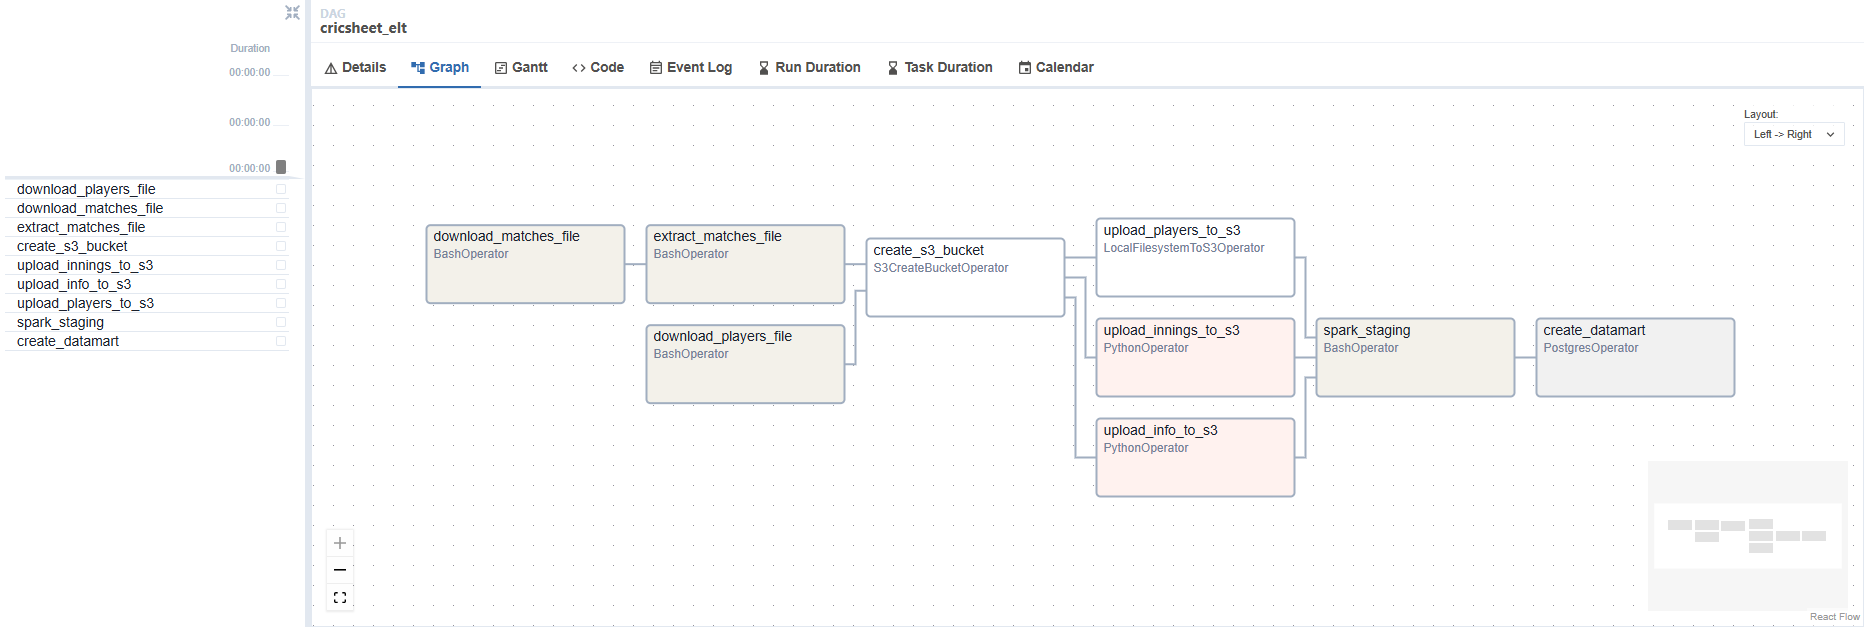 Duration
00:00:00
00:00:00
00:00:00
download_players_file
download_matches_file
extract_matches_file
create_s3_bucket
upload_innings_to_s3
upload_info_to_s3
upload_players_to_s3
spark_staging
create_datamart
DAG
cricsheet_elt
Details Graph Gantt Code Event Log Run Duration Task Duration Calendar
Layout:
Left -> Right
download_matches_file
BashOperator
extract_matches_file
BashOperator
download_players_file
BashOperator
create_s3_bucket
S3CreateBucketOperator
upload_players_to_s3
LocalFilesystemToS3Operator
upload_innings_to_s3
PythonOperator
upload_info_to_s3
PythonOperator
spark_staging
BashOperator
create_datamart
PostgresOperator
React Flow